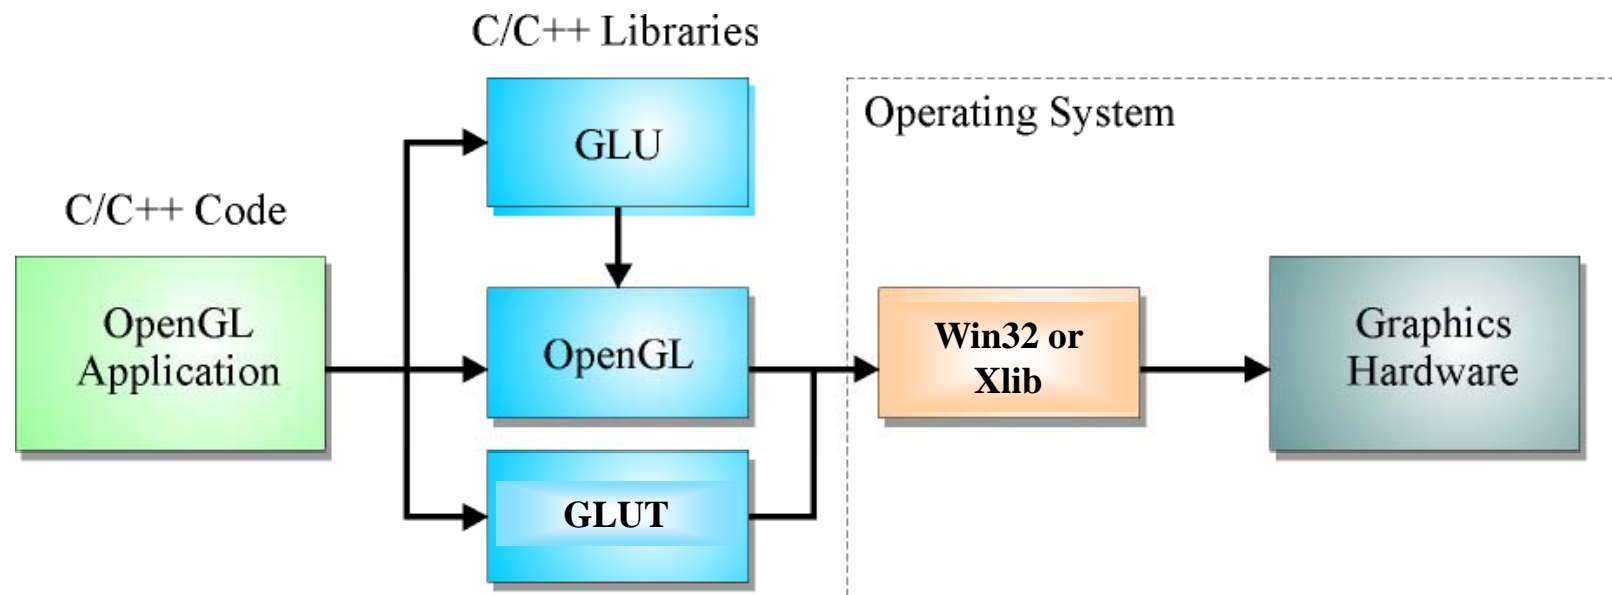 C/C++ Libraries
GLU
Operating System
C/C++ Code
OpenGL
Application
OpenGL
Win32 or
Xlib
Graphics
Hardware
GLUT